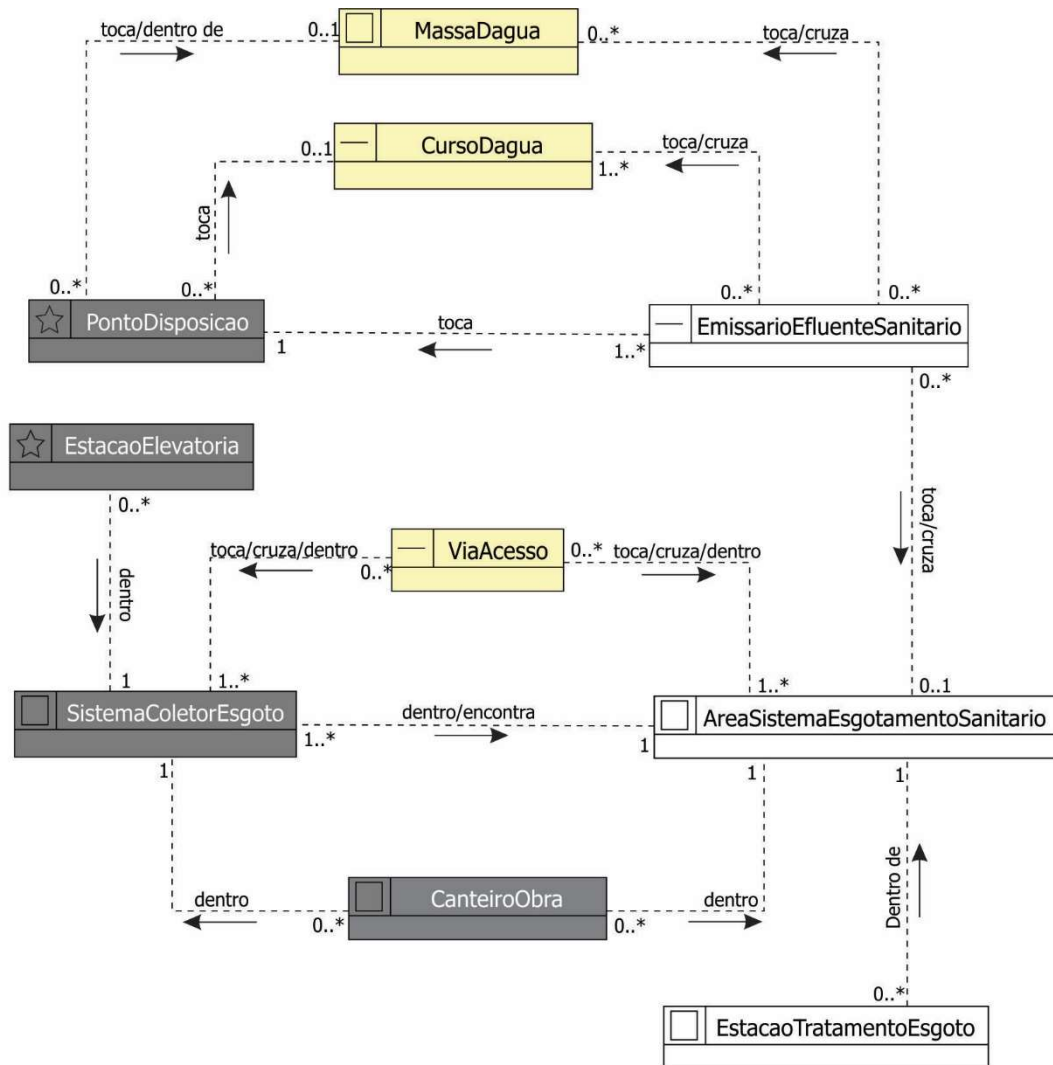 toca/dentro de
0..1
MassaDagua
0..*
toca/cruza
0..1
CursoDagua
toca/cruza
1..*
toca
0..*
0..*
0..*
0..*
PontoDisposicao
toca
EmissarioEfluenteSanitario
1
1..*
0..*
EstacaoElevatoria
0..*
dentro
toca/cruza/dentro
0..*
ViaAcesso
0..*
toca/cruza/dentro
toca/cruza
1
1..*
1..*
0..1
SistemaColetorEsgoto
dentro/encontra
AreaSistemaEsgotamentoSanitario
1..*
1
1
1
1
dentro
0..*
CanteiroObra
0..*
dentro
Dentro de
0..*
EstacaoTratamentoEsgoto